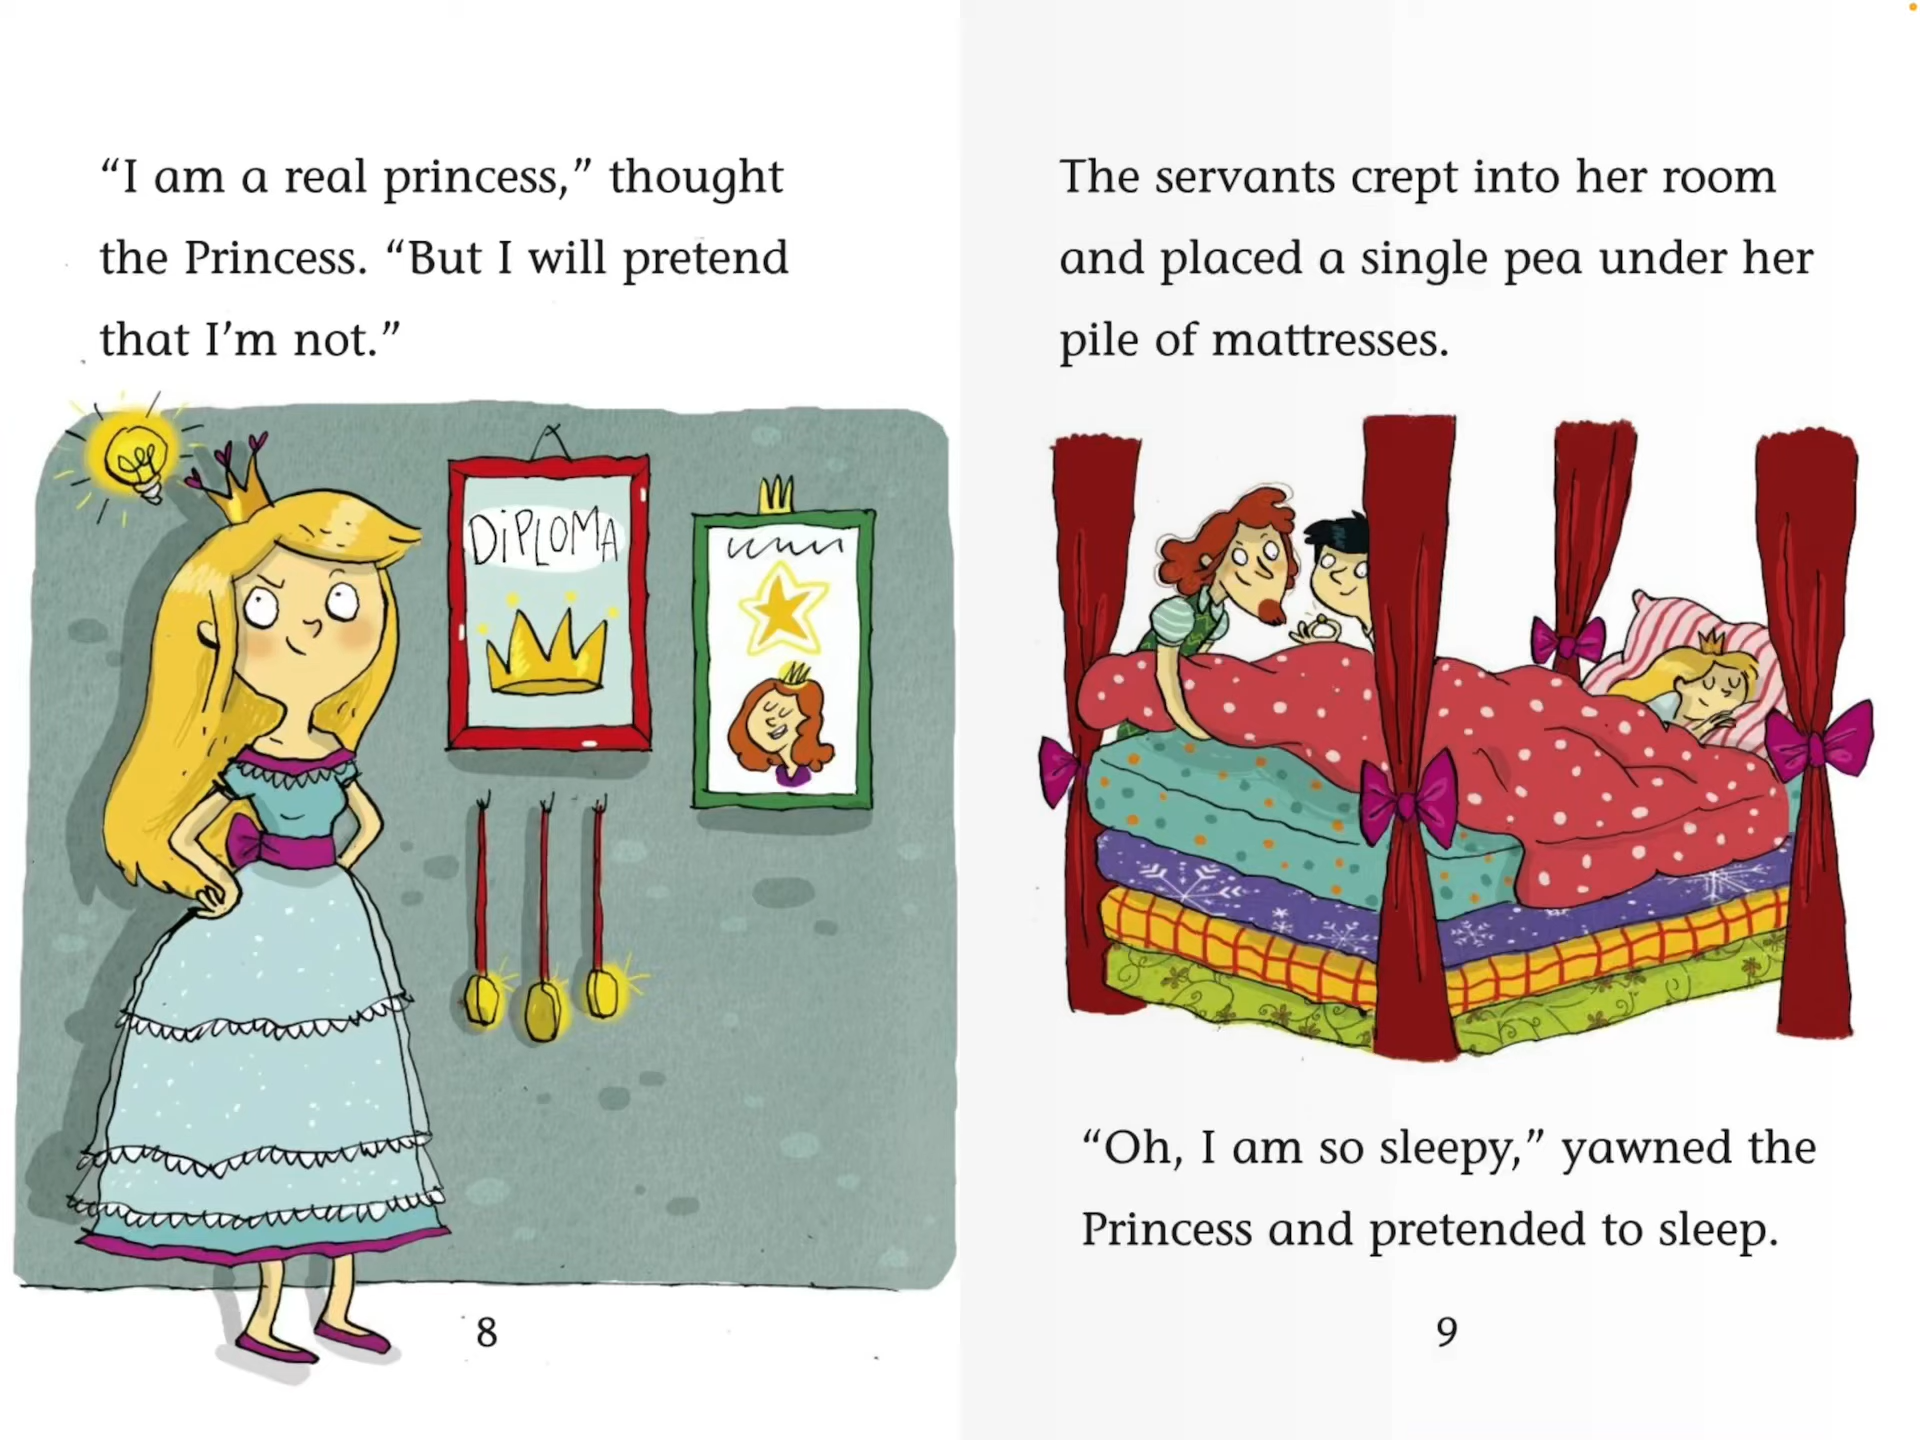 “I am a real princess,” thought
the Princess. “But I will pretend
that I’m not.”
DiPLOMA
8
The servants crept into her room
and placed a single pea under her
pile of mattresses.
“Oh, I am so sleepy,” yawned the
Princess and pretended to sleep.
9